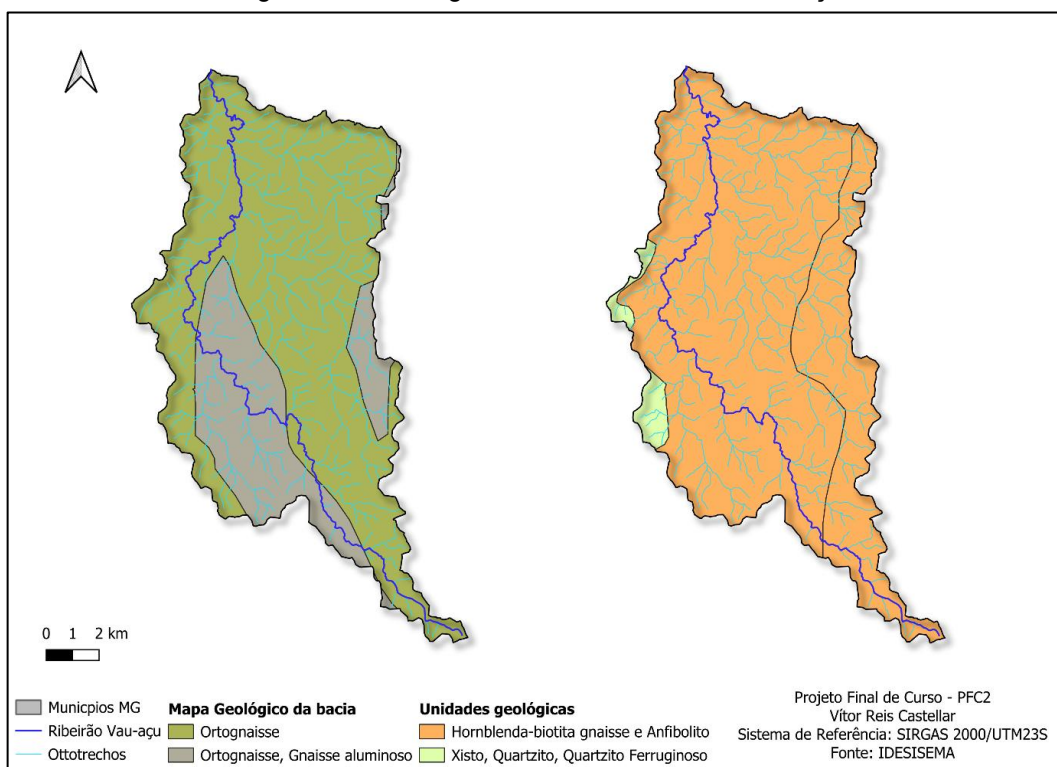 0 1 2 km
Municpios MG
Ribeirão Vau-açu
Ottotrechos
Mapa Geológico da bacia
Ortognaisse
Ortognaisse, Gnaisse aluminoso
Unidades geológicas
Hornblenda-biotita gnaisse e Anfibolito
Xisto, Quartzito, Quartzito Ferruginoso
Projeto Final de Curso - PFC2
Vítor Reis Castellar
Sistema de Referência: SIRGAS 2000/UTM23S
Fonte: IDESISEMA